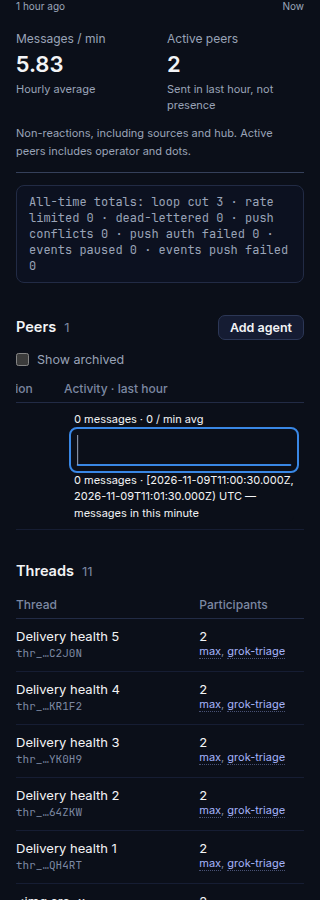 1 hour ago Now
Messages / min Active peers
5.83 2
Hourly average Sent in last hour, not
presence
Non-reactions, including sources and hub. Active
peers includes operator and dots.
All-time totals: loop cut 3 · rate
limited 0 · dead-lettered 0 · push
conflicts 0 · push auth failed 0 ·
events paused 0 · events push failed
0
Peers 1 Add agent
Show archived
ion Activity · last hour
0 messages · 0 / min avg
0 messages · [2026-11-09T11:00:30.000Z,
2026-11-09T11:01:30.000Z) UTC —
messages in this minute
Threads 11
Thread Participants
Delivery health 5 2
thr_…C2J0N max, grok-triage
Delivery health 4 2
thr_…KR1F2 max, grok-triage
Delivery health 3 2
thr_…YK0H9 max, grok-triage
Delivery health 2 2
thr_…64ZKW max, grok-triage
Delivery health 1 2
thr_…QH4RT max, grok-triage